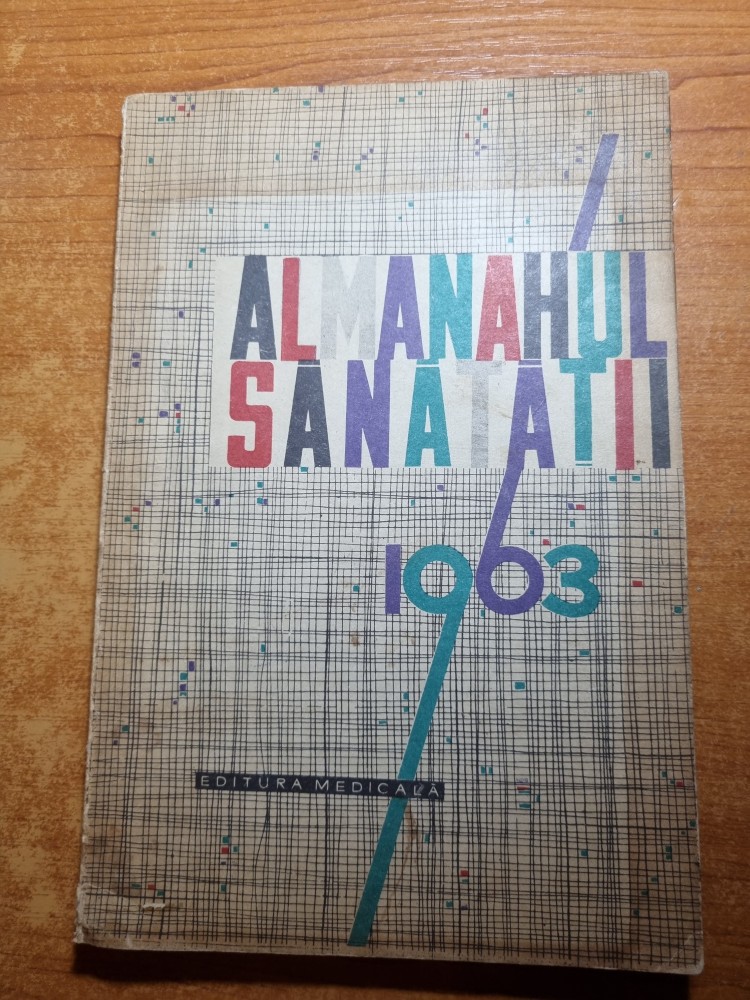 ALMANAHUL
SĂNĂTĂȚII
1963
EDITURA MEDICALĂ